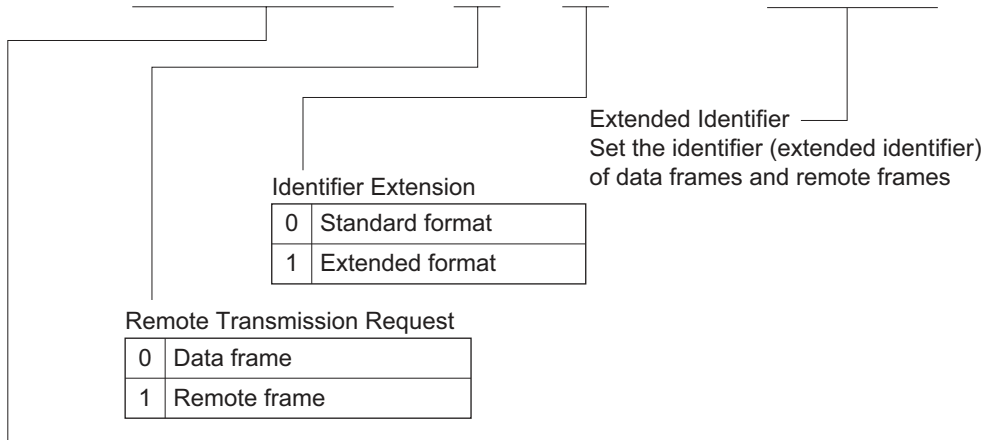 Extended Identifier
Set the identifier (extended identifier)
of data frames and remote frames
Identifier Extension
0 Standard format
1 Extended format
Remote Transmission Request
0 Data frame
1 Remote frame